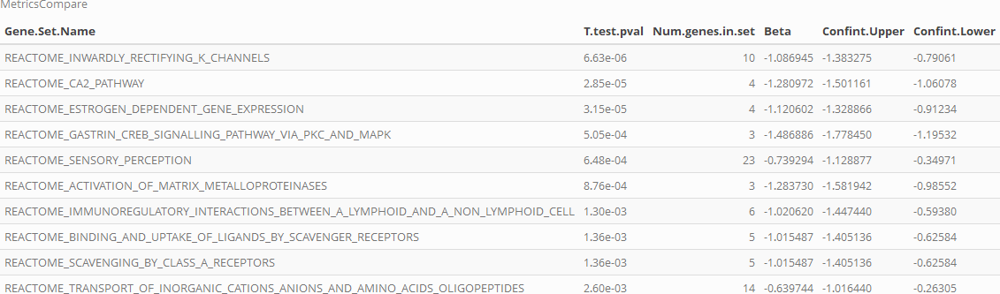 MetricsCompare
Gene.Set.Name T.test.pval Num.genes.in.set Beta Confint.Upper Confint.Lower
REACTOME_INWARDLY_RECTIFYING_K_CHANNELS 6.63e-06 10 -1.086945 -1.383275 -0.79061
REACTOME_CA2_PATHWAY 2.85e-05 4 -1.280972 -1.501161 -1.06078
REACTOME_ESTROGEN_DEPENDENT_GENE_EXPRESSION 3.15e-05 4 -1.120602 -1.328866 -0.91234
REACTOME_GASTRIN_CREB_SIGNALLING_PATHWAY_VIA_PKC_AND_MAPK 5.05e-04 3 -1.486886 -1.778450 -1.19532
REACTOME_SENSORY_PERCEPTION 6.48e-04 23 -0.739294 -1.128877 -0.34971
REACTOME_ACTIVATION_OF_MATRIX_METALLOPROTEINASES 8.76e-04 3 -1.283730 -1.581942 -0.98552
REACTOME_IMMUNOREGULATORY_INTERACTIONS_BETWEEN_A_LYMPHOID_AND_A_NON_LYMPHOID_CELL 1.30e-03 6 -1.020620 -1.447440 -0.59380
REACTOME_BINDING_AND_UPTAKE_OF_LIGANDS_BY_SCAVENGER_RECEPTORS 1.36e-03 5 -1.015487 -1.405136 -0.62584
REACTOME_SCAVENGING_BY_CLASS_A_RECEPTORS 1.36e-03 5 -1.015487 -1.405136 -0.62584
REACTOME_TRANSPORT_OF_INORGANIC_CATIONS_ANIONS_AND_AMINO_ACIDS_OLIGOPEPTIDES 2.60e-03 14 -0.639744 -1.016440 -0.26305